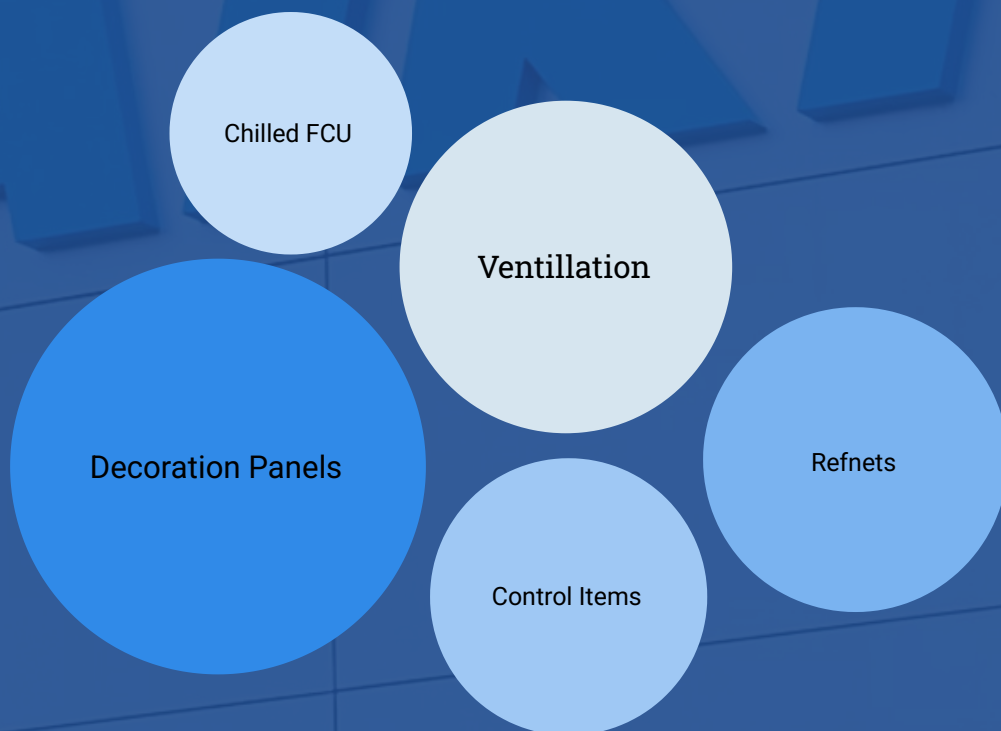 Chilled FCU
Ventillation
Decoration Panels
Refnets
Control Items